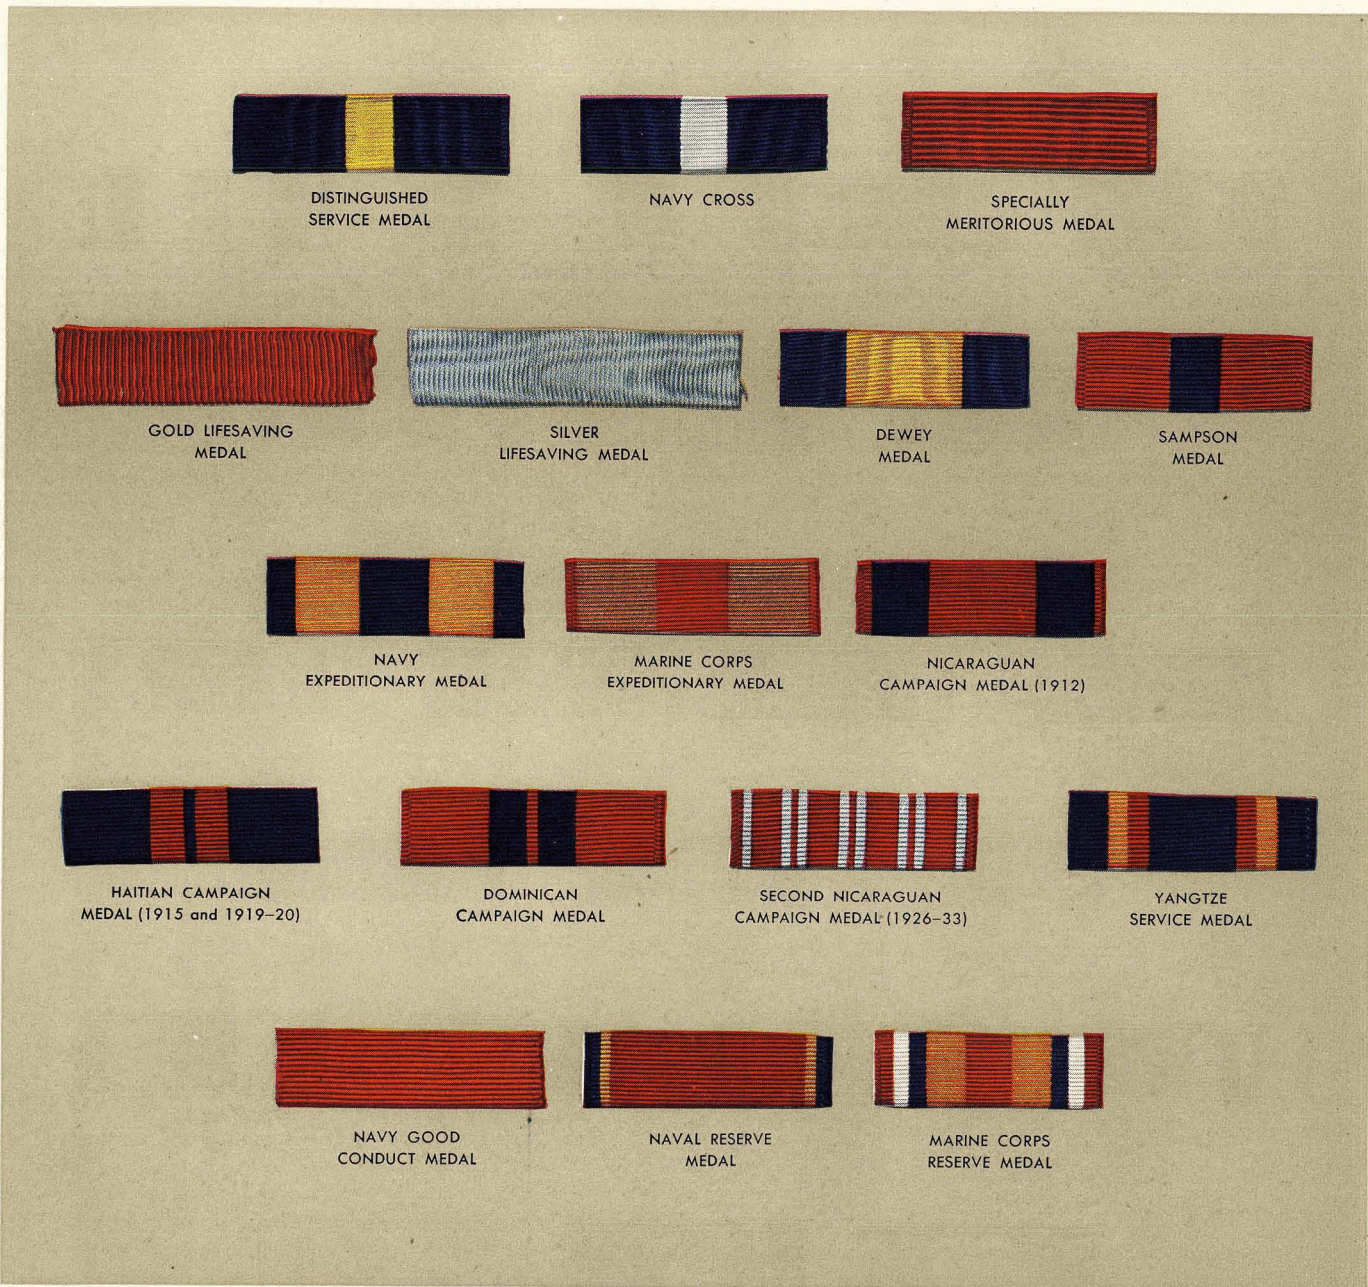 DISTINGUISHED
SERVICE MEDAL
NAVY CROSS
SPECIALLY
MERITORIOUS MEDAL
GOLD LIFESAVING
MEDAL
SILVER
LIFESAVING MEDAL
DEWEY
MEDAL
SAMPSON
MEDAL
NAVY
EXPEDITIONARY MEDAL
MARINE CORPS
EXPEDITIONARY MEDAL
NICARAGUAN
CAMPAIGN MEDAL (1912)
HAITIAN CAMPAIGN
MEDAL (1915 and 1919–20)
DOMINICAN
CAMPAIGN MEDAL
SECOND NICARAGUAN
CAMPAIGN MEDAL (1926–33)
YANGTZE
SERVICE MEDAL
NAVY GOOD
CONDUCT MEDAL
NAVAL RESERVE
MEDAL
MARINE CORPS
RESERVE MEDAL